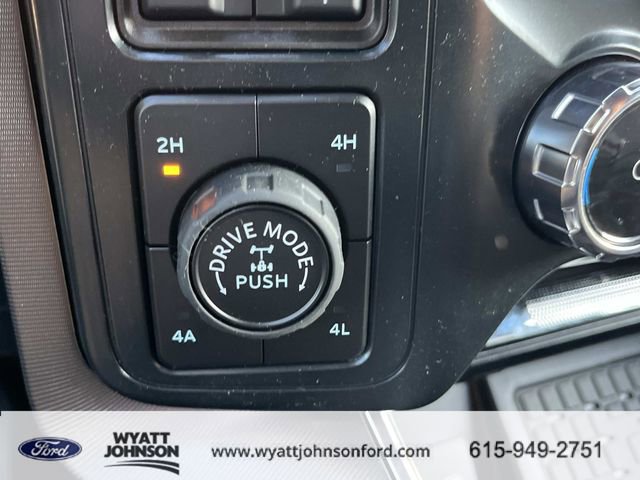 2H 4H
DRIVE MODE
PUSH
4A 4L
Ford WYATT JOHNSON www.wyattjohnsonford.com 615-949-2751